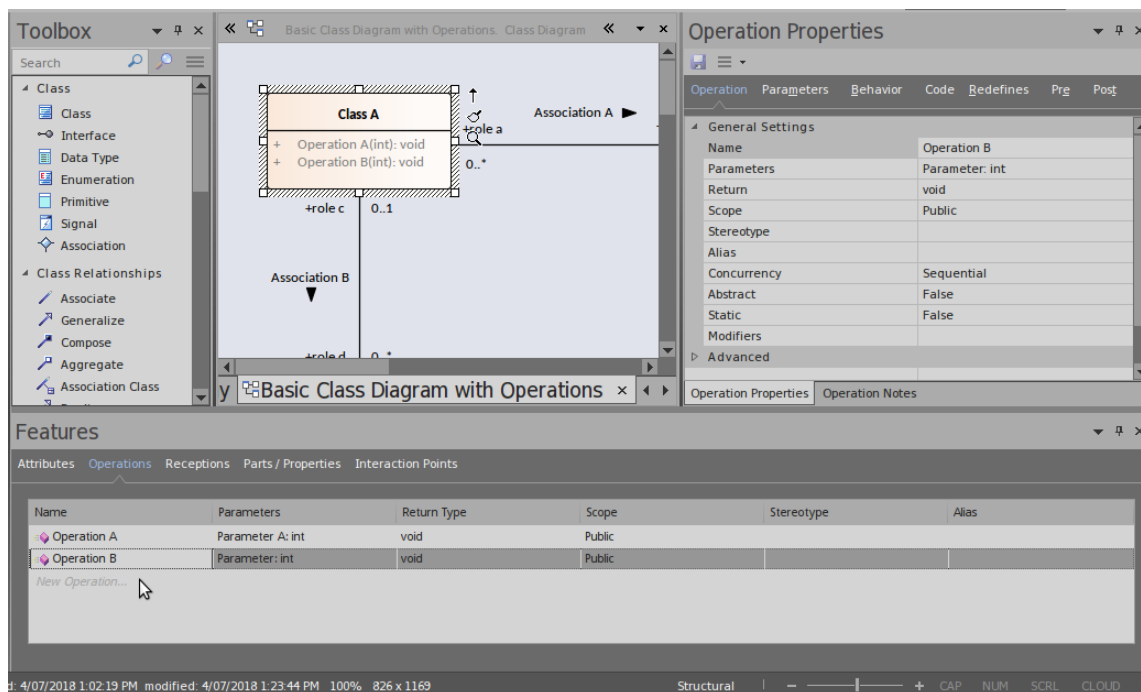 Toolbox
Search
Class
Class
Interface
Data Type
Enumeration
Primitive
Signal
Association
Class Relationships
Associate
Generalize
Compose
Aggregate
Association Class
Basic Class Diagram with Operations. Class Diagram
Class A
+ Operation A(int): void
+ Operation B(int): void
Association A
+role a
0..*
+role c 0..1
Association B
+role d 0..*
y Basic Class Diagram with Operations
Operation Properties
Operation Parameters Behavior Code Redefines Pre Post
General Settings
Name Operation B
Parameters Parameter: int
Return void
Scope Public
Stereotype
Alias
Concurrency Sequential
Abstract False
Static False
Modifiers
Advanced
Operation Properties Operation Notes
Features
Attributes Operations Receptions Parts / Properties Interaction Points
Name Parameters Return Type Scope Stereotype Alias
Operation A Parameter A: int void Public
Operation B Parameter: int void Public
New Operation...
d: 4/07/2018 1:02:19 PM modified: 4/07/2018 1:23:44 PM 100% 826 x 1169 Structural CAP NUM SCRL CLOUD